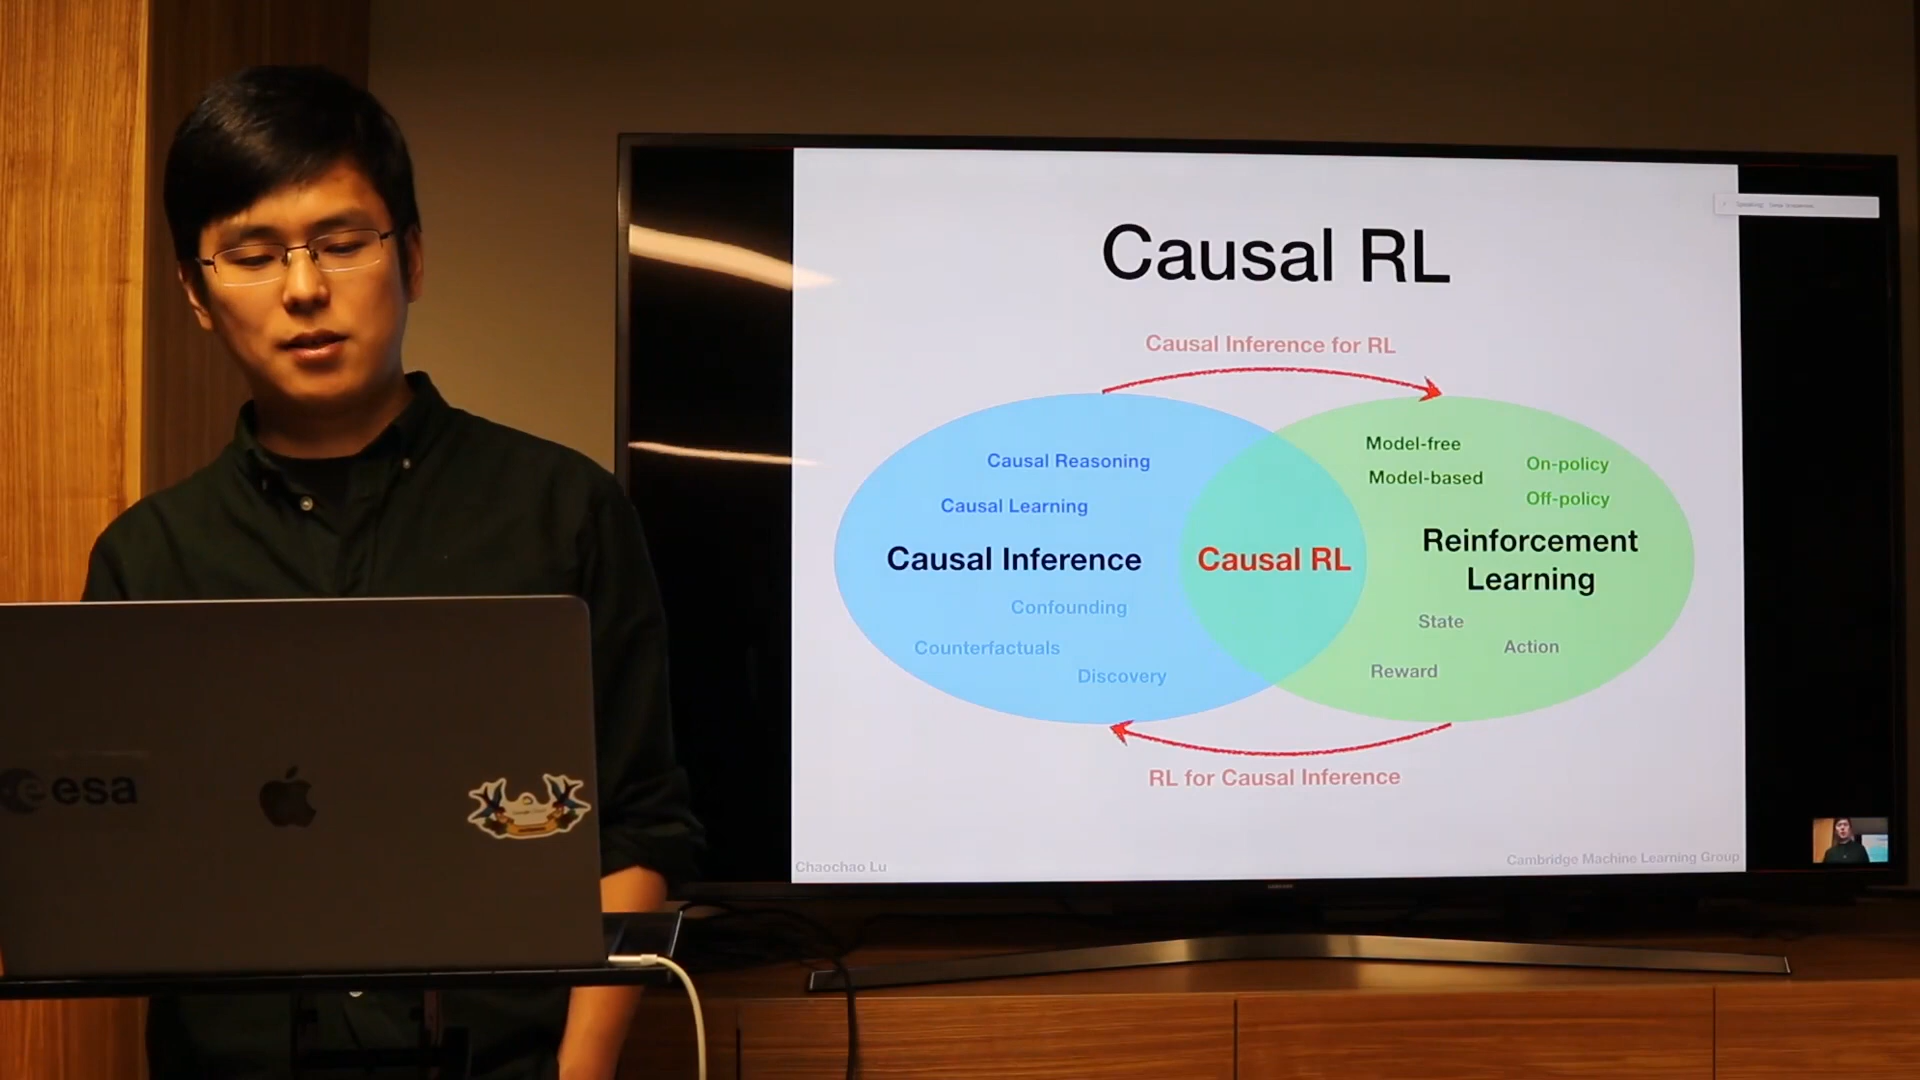 Causal RL
Speaking:
Causal Inference for RL
Causal Reasoning
Causal Learning
Causal Inference
Confounding
Counterfactuals
Discovery
Causal RL
Model-free
Model-based
On-policy
Off-policy
Reinforcement
Learning
State
Action
Reward
RL for Causal Inference
Chaochao Lu
Cambridge Machine Learning Group
esa